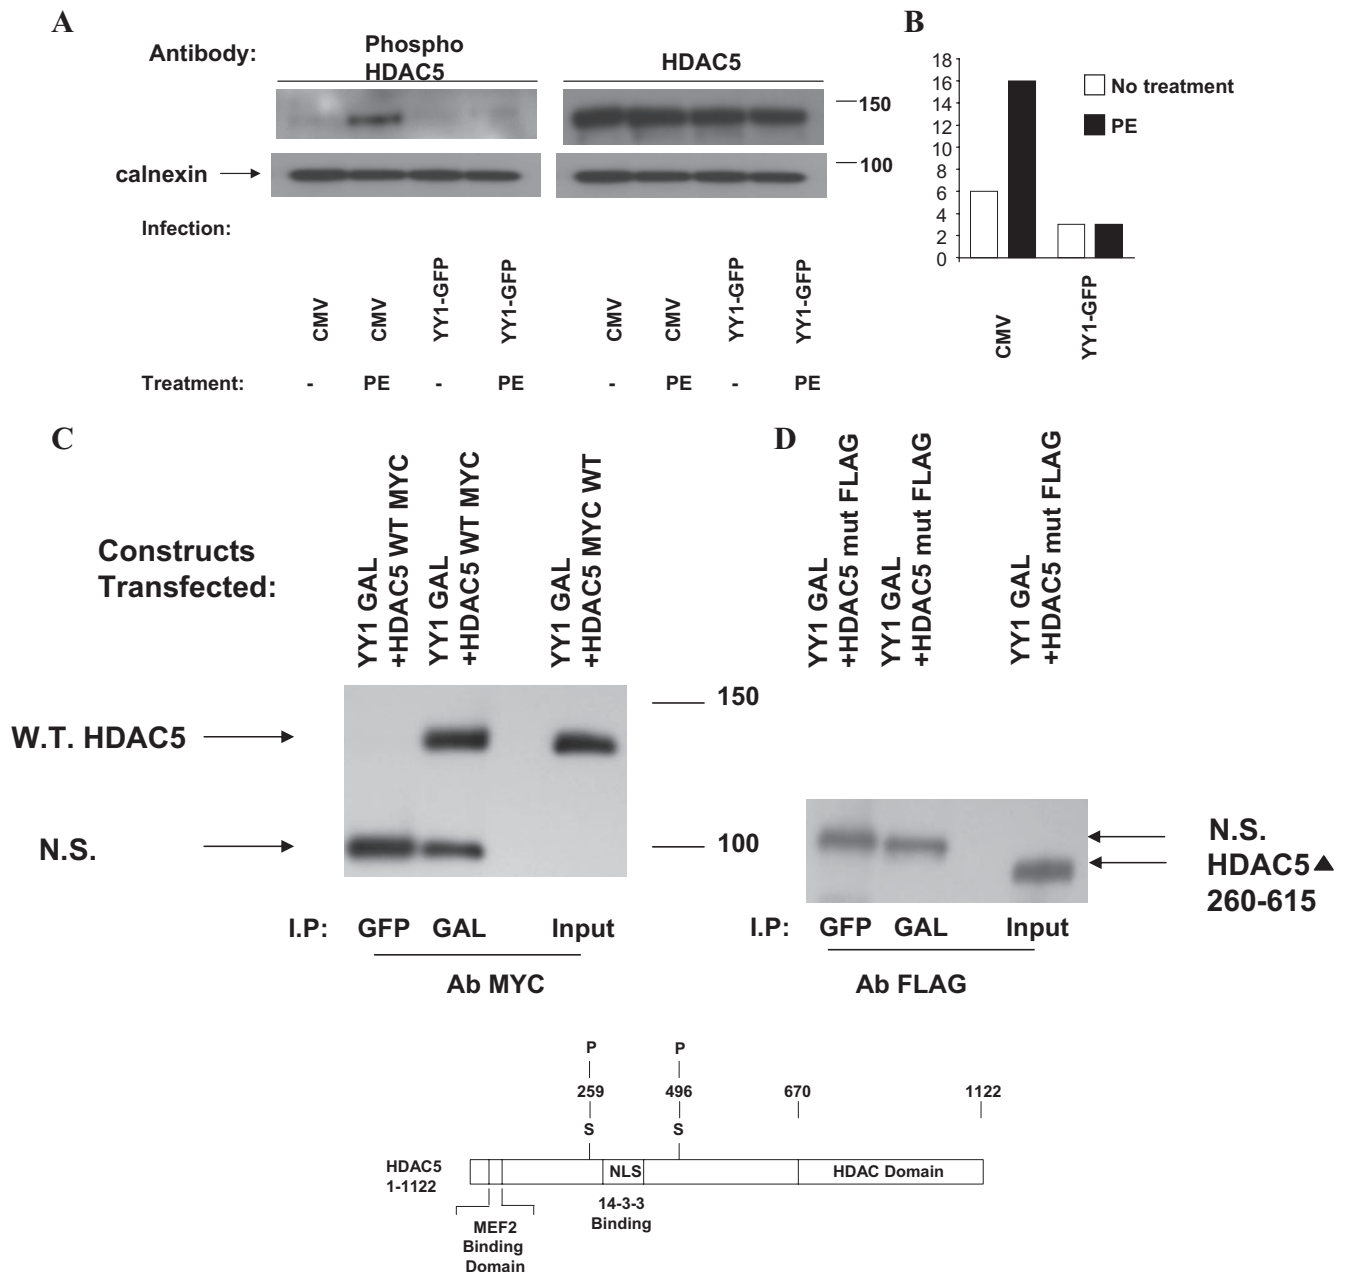 A
Antibody:
Phospho
HDAC5
HDAC5
150
100
calnexin
Infection:
CMV
CMV
YY1-GFP
YY1-GFP
CMV
CMV
YY1-GFP
YY1-GFP
Treatment:
-
PE
-
PE
-
PE
-
PE
B
18
16
14
12
10
8
6
4
2
0
No treatment
PE
CMV
YY1-GFP
C
Constructs
Transfected:
YY1 GAL
+HDAC5 WT MYC
YY1 GAL
+HDAC5 WT MYC
YY1 GAL
+HDAC5 MYC WT
W.T. HDAC5
N.S.
150
100
I.P:
GFP
GAL
Input
Ab MYC
D
YY1 GAL
+HDAC5 mut FLAG
YY1 GAL
+HDAC5 mut FLAG
YY1 GAL
+HDAC5 mut FLAG
N.S.
HDAC5▲
260-615
I.P:
GFP
GAL
Input
Ab FLAG
P
P
259
496
670
1122
S
S
HDAC5
1-1122
NLS
HDAC Domain
14-3-3
Binding
MEF2
Binding
Domain